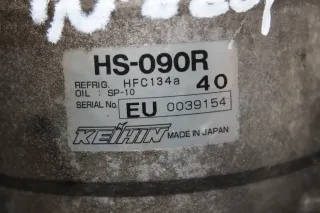 HS-090R
REFRIG. HFC134a 40
OIL : SP-10
SERIAL No. EU 0039154
KEIHIN MADE IN JAPAN